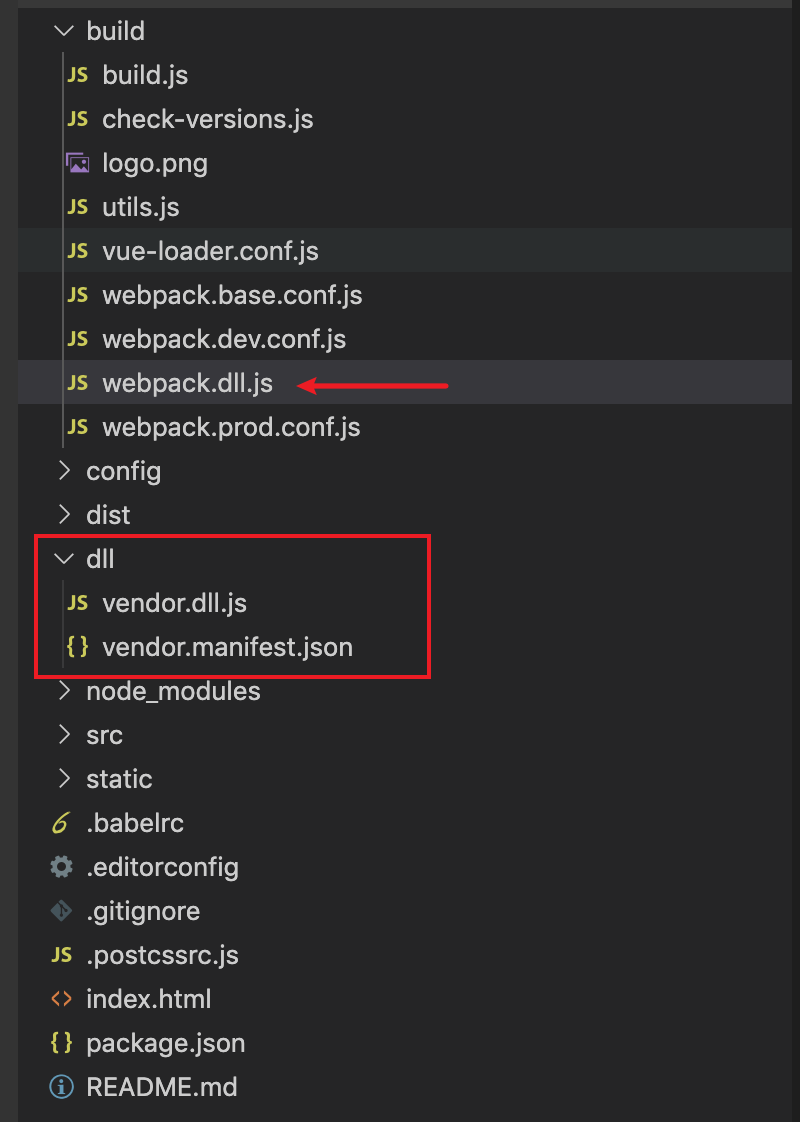 build
JS build.js
JS check-versions.js
logo.png
JS utils.js
JS vue-loader.conf.js
JS webpack.base.conf.js
JS webpack.dev.conf.js
JS webpack.dll.js
JS webpack.prod.conf.js
config
dist
dll
JS vendor.dll.js
{} vendor.manifest.json
node_modules
src
static
.babelrc
.editorconfig
.gitignore
JS .postcssrc.js
<> index.html
{} package.json
README.md